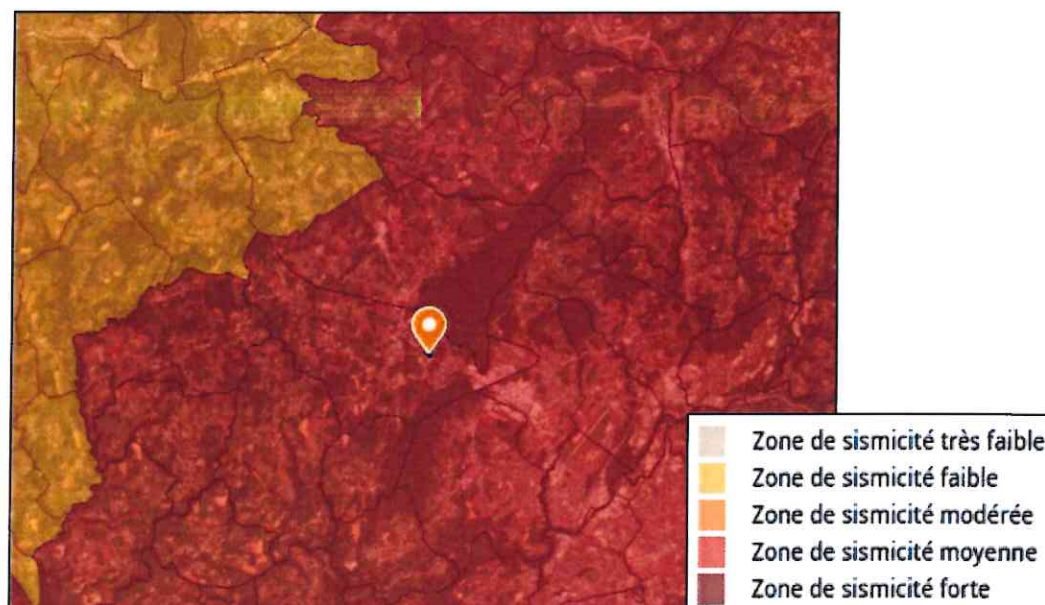 Zone de sismicité très faible
Zone de sismicité faible
Zone de sismicité modérée
Zone de sismicité moyenne
Zone de sismicité forte